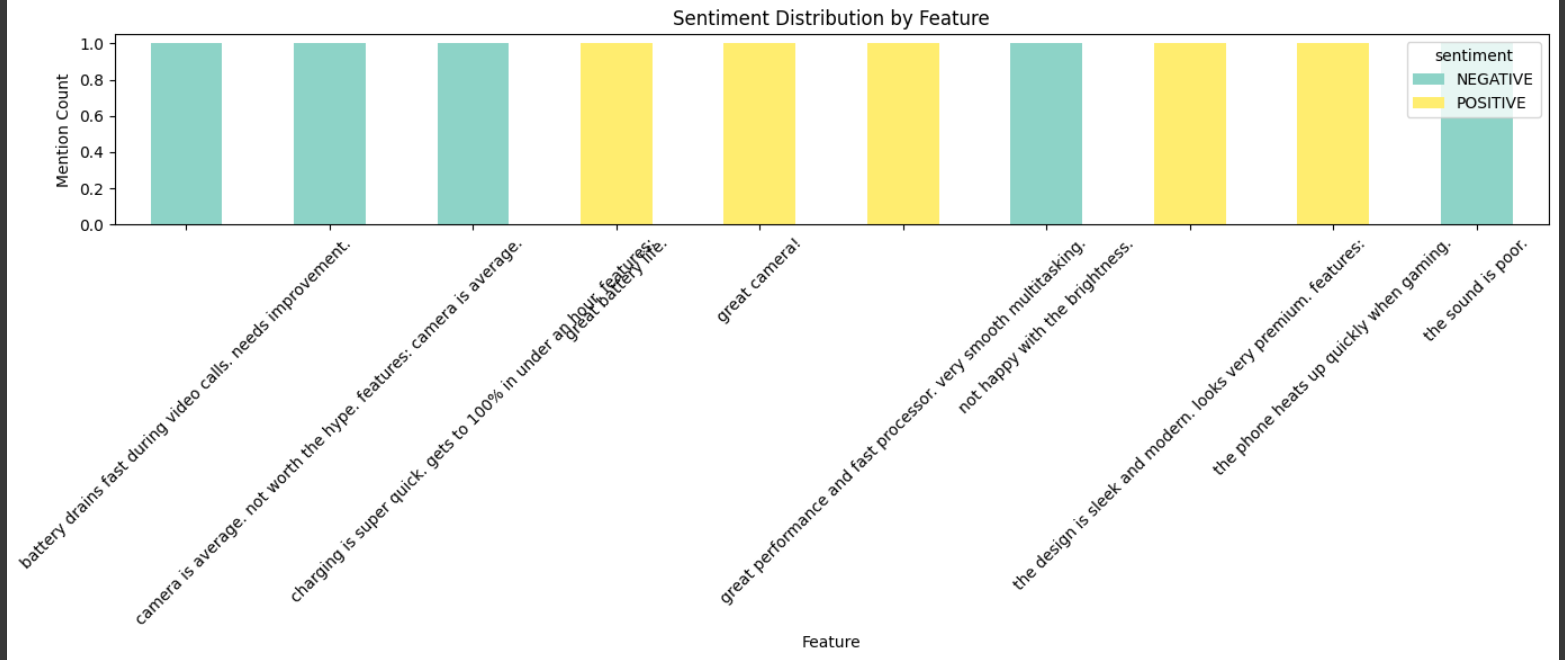 Sentiment Distribution by Feature
Mention Count
1.0
0.8
0.6
0.4
0.2
0.0
sentiment
NEGATIVE
POSITIVE
battery drains fast during video calls. needs improvement.
camera is average. not worth the hype. features: camera is average.
charging is super quick. gets to 100% in under an hour. features:
great battery life.
great camera!
great performance and fast processor. very smooth multitasking.
not happy with the brightness.
the design is sleek and modern. looks very premium. features:
the phone heats up quickly when gaming.
the sound is poor.
Feature